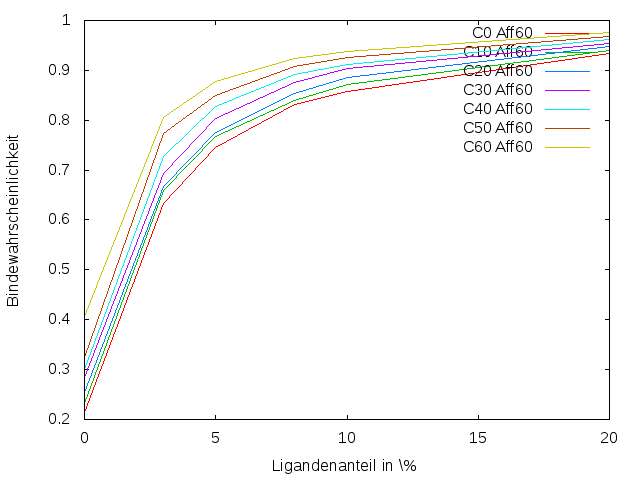 1
0.9
0.8
0.7
0.6
0.5
0.4
0.3
0.2
0 5 10 15 20
Bindewahrscheinlichkeit
Ligandenanteil in \%
C0 Aff60
C10 Aff60
C20 Aff60
C30 Aff60
C40 Aff60
C50 Aff60
C60 Aff60